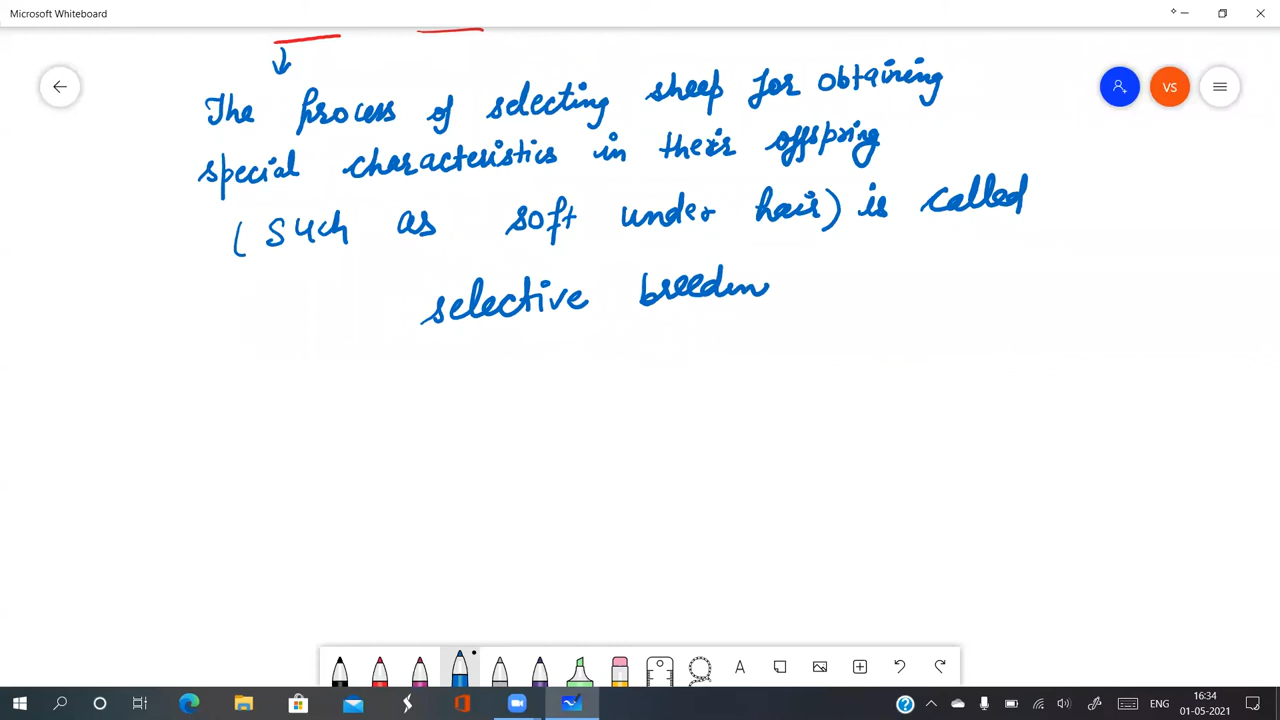 Microsoft Whiteboard
VS
The process of selecting sheep for obtaining
special characteristics in their offspring
(such as soft under hair) is called
selective breedin
A
ENG
16:34
01-05-2021